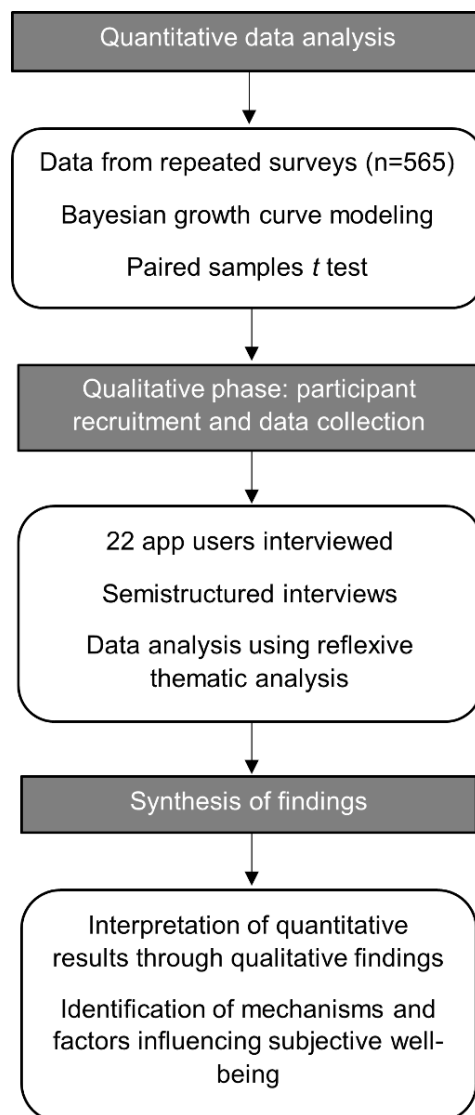 Quantitative data analysis
Data from repeated surveys (n=565)
Bayesian growth curve modeling
Paired samples t test
Qualitative phase: participant
recruitment and data collection
22 app users interviewed
Semistructured interviews
Data analysis using reflexive
thematic analysis
Synthesis of findings
Interpretation of quantitative
results through qualitative findings
Identification of mechanisms and
factors influencing subjective well-
being